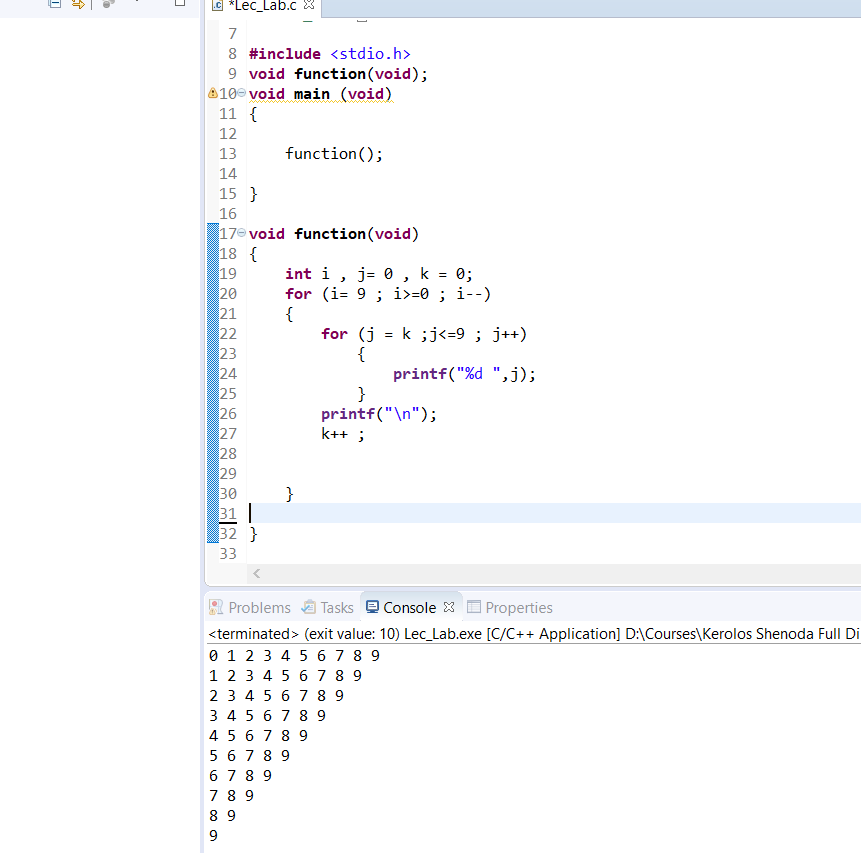 *Lec_Lab.c
7
8 #include <stdio.h>
9 void function(void);
10 void main (void)
11 {
12
13     function();
14
15 }
16
17 void function(void)
18 {
19     int i , j= 0 , k = 0;
20     for (i= 9 ; i>=0 ; i--)
21     {
22         for (j = k ;j<=9 ; j++)
23             {
24                 printf("%d ",j);
25             }
26         printf("\n");
27         k++ ;
28
29
30     }
31
32 }
33
Problems Tasks Console Properties
<terminated> (exit value: 10) Lec_Lab.exe [C/C++ Application] D:\Courses\Kerolos Shenoda Full Di
0 1 2 3 4 5 6 7 8 9
1 2 3 4 5 6 7 8 9
2 3 4 5 6 7 8 9
3 4 5 6 7 8 9
4 5 6 7 8 9
5 6 7 8 9
6 7 8 9
7 8 9
8 9
9